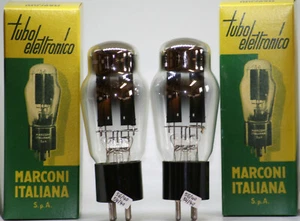 tubo
elettronico
MARCONI
ITALIANA
S.p.A.
tubo
elettronico
MARCONI
ITALIANA
S.p.A.